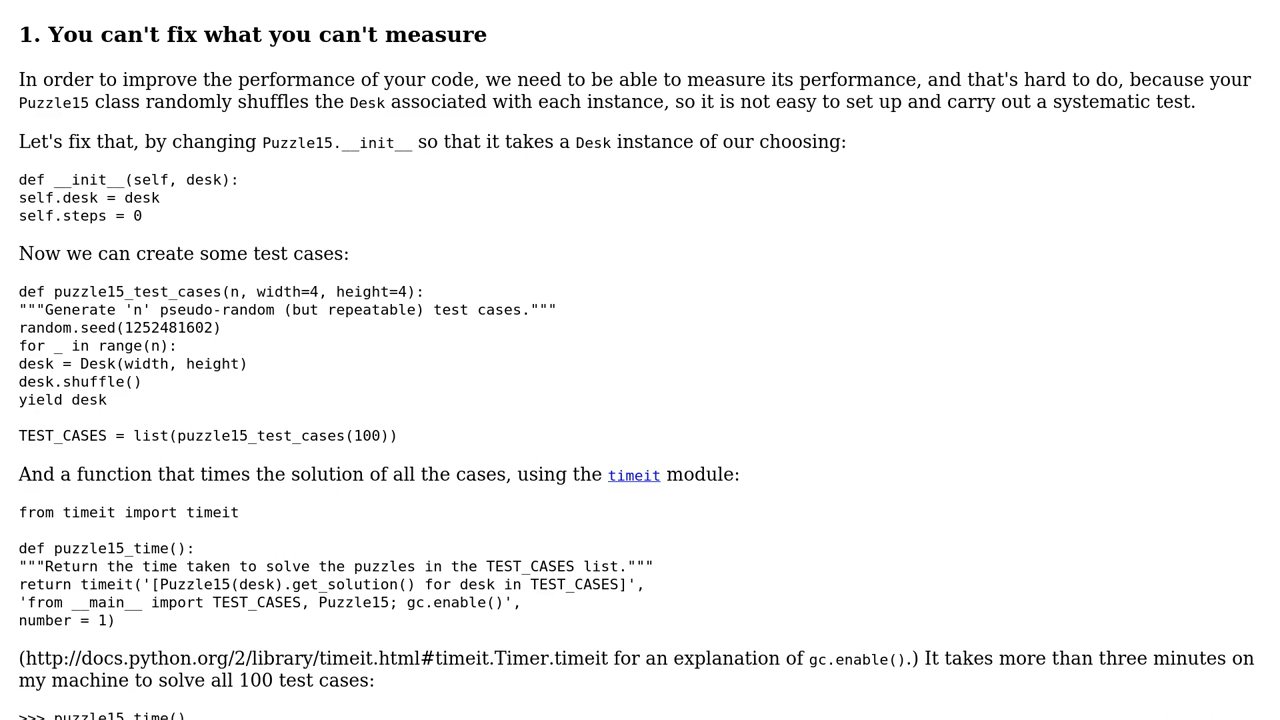 1. You can't fix what you can't measure
In order to improve the performance of your code, we need to be able to measure its performance, and that's hard to do, because your
Puzzle15 class randomly shuffles the Desk associated with each instance, so it is not easy to set up and carry out a systematic test.
Let's fix that, by changing Puzzle15.__init__ so that it takes a Desk instance of our choosing:
def __init__(self, desk):
self.desk = desk
self.steps = 0
Now we can create some test cases:
def puzzle15_test_cases(n, width=4, height=4):
"""Generate 'n' pseudo-random (but repeatable) test cases."""
random.seed(1252481602)
for _ in range(n):
desk = Desk(width, height)
desk.shuffle()
yield desk
TEST_CASES = list(puzzle15_test_cases(100))
And a function that times the solution of all the cases, using the timeit module:
from timeit import timeit
def puzzle15_time():
"""Return the time taken to solve the puzzles in the TEST_CASES list."""
return timeit('[Puzzle15(desk).get_solution() for desk in TEST_CASES]',
'from __main__ import TEST_CASES, Puzzle15; gc.enable()',
number = 1)
(http://docs.python.org/2/library/timeit.html#timeit.Timer.timeit for an explanation of gc.enable().) It takes more than three minutes on
my machine to solve all 100 test cases:
>>> puzzle15_time()